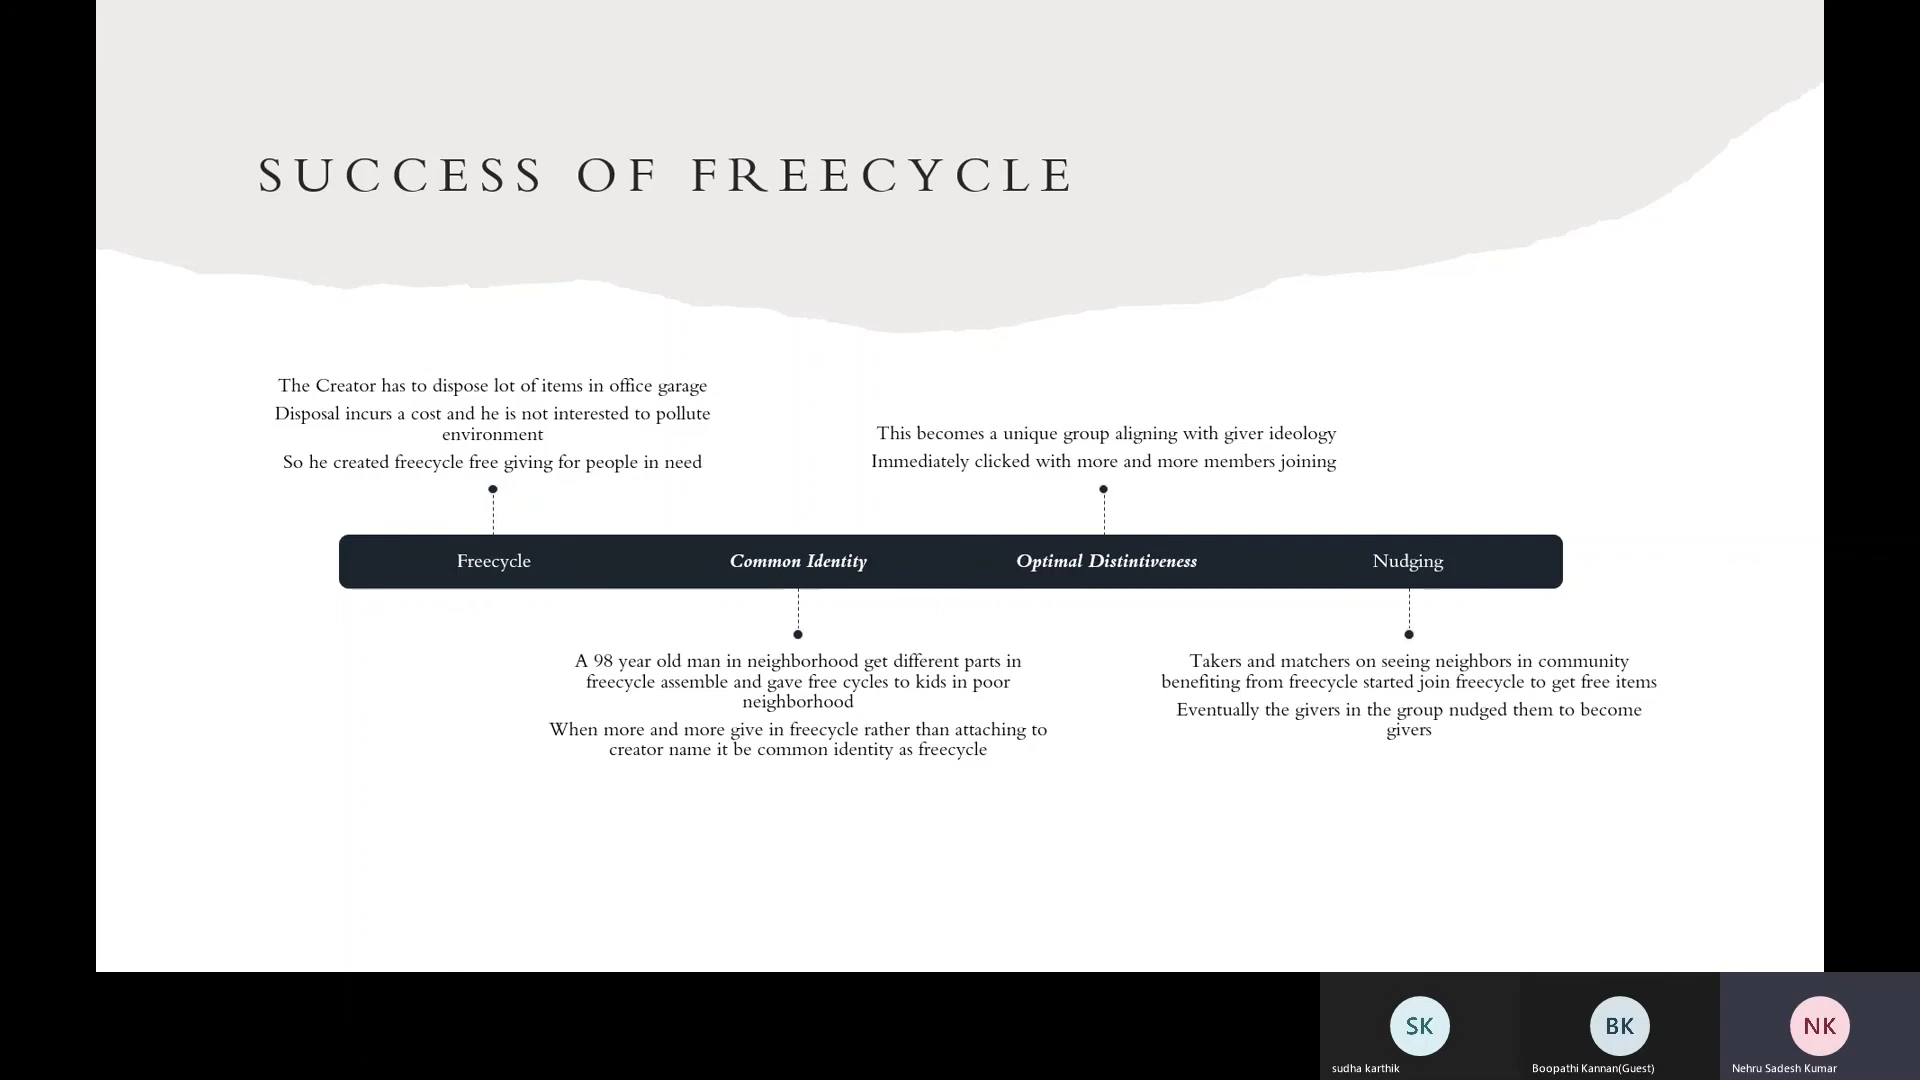 SUCCESS OF FREECYCLE
The Creator has to dispose lot of items in office garage
Disposal incurs a cost and he is not interested to pollute
environment
So he created freecycle free giving for people in need
This becomes a unique group aligning with giver ideology
Immediately clicked with more and more members joining
Freecycle
Common Identity
Optimal Distintiveness
Nudging
A 98 year old man in neighborhood get different parts in
freecycle assemble and gave free cycles to kids in poor
neighborhood
When more and more give in freecycle rather than attaching to
creator name it be common identity as freecycle
Takers and matchers on seeing neighbors in community
benefiting from freecycle started join freecycle to get free items
Eventually the givers in the group nudged them to become
givers
SK
BK
NK
sudha karthik
Boopathi Kannan(Guest)
Nehru Sadesh Kumar